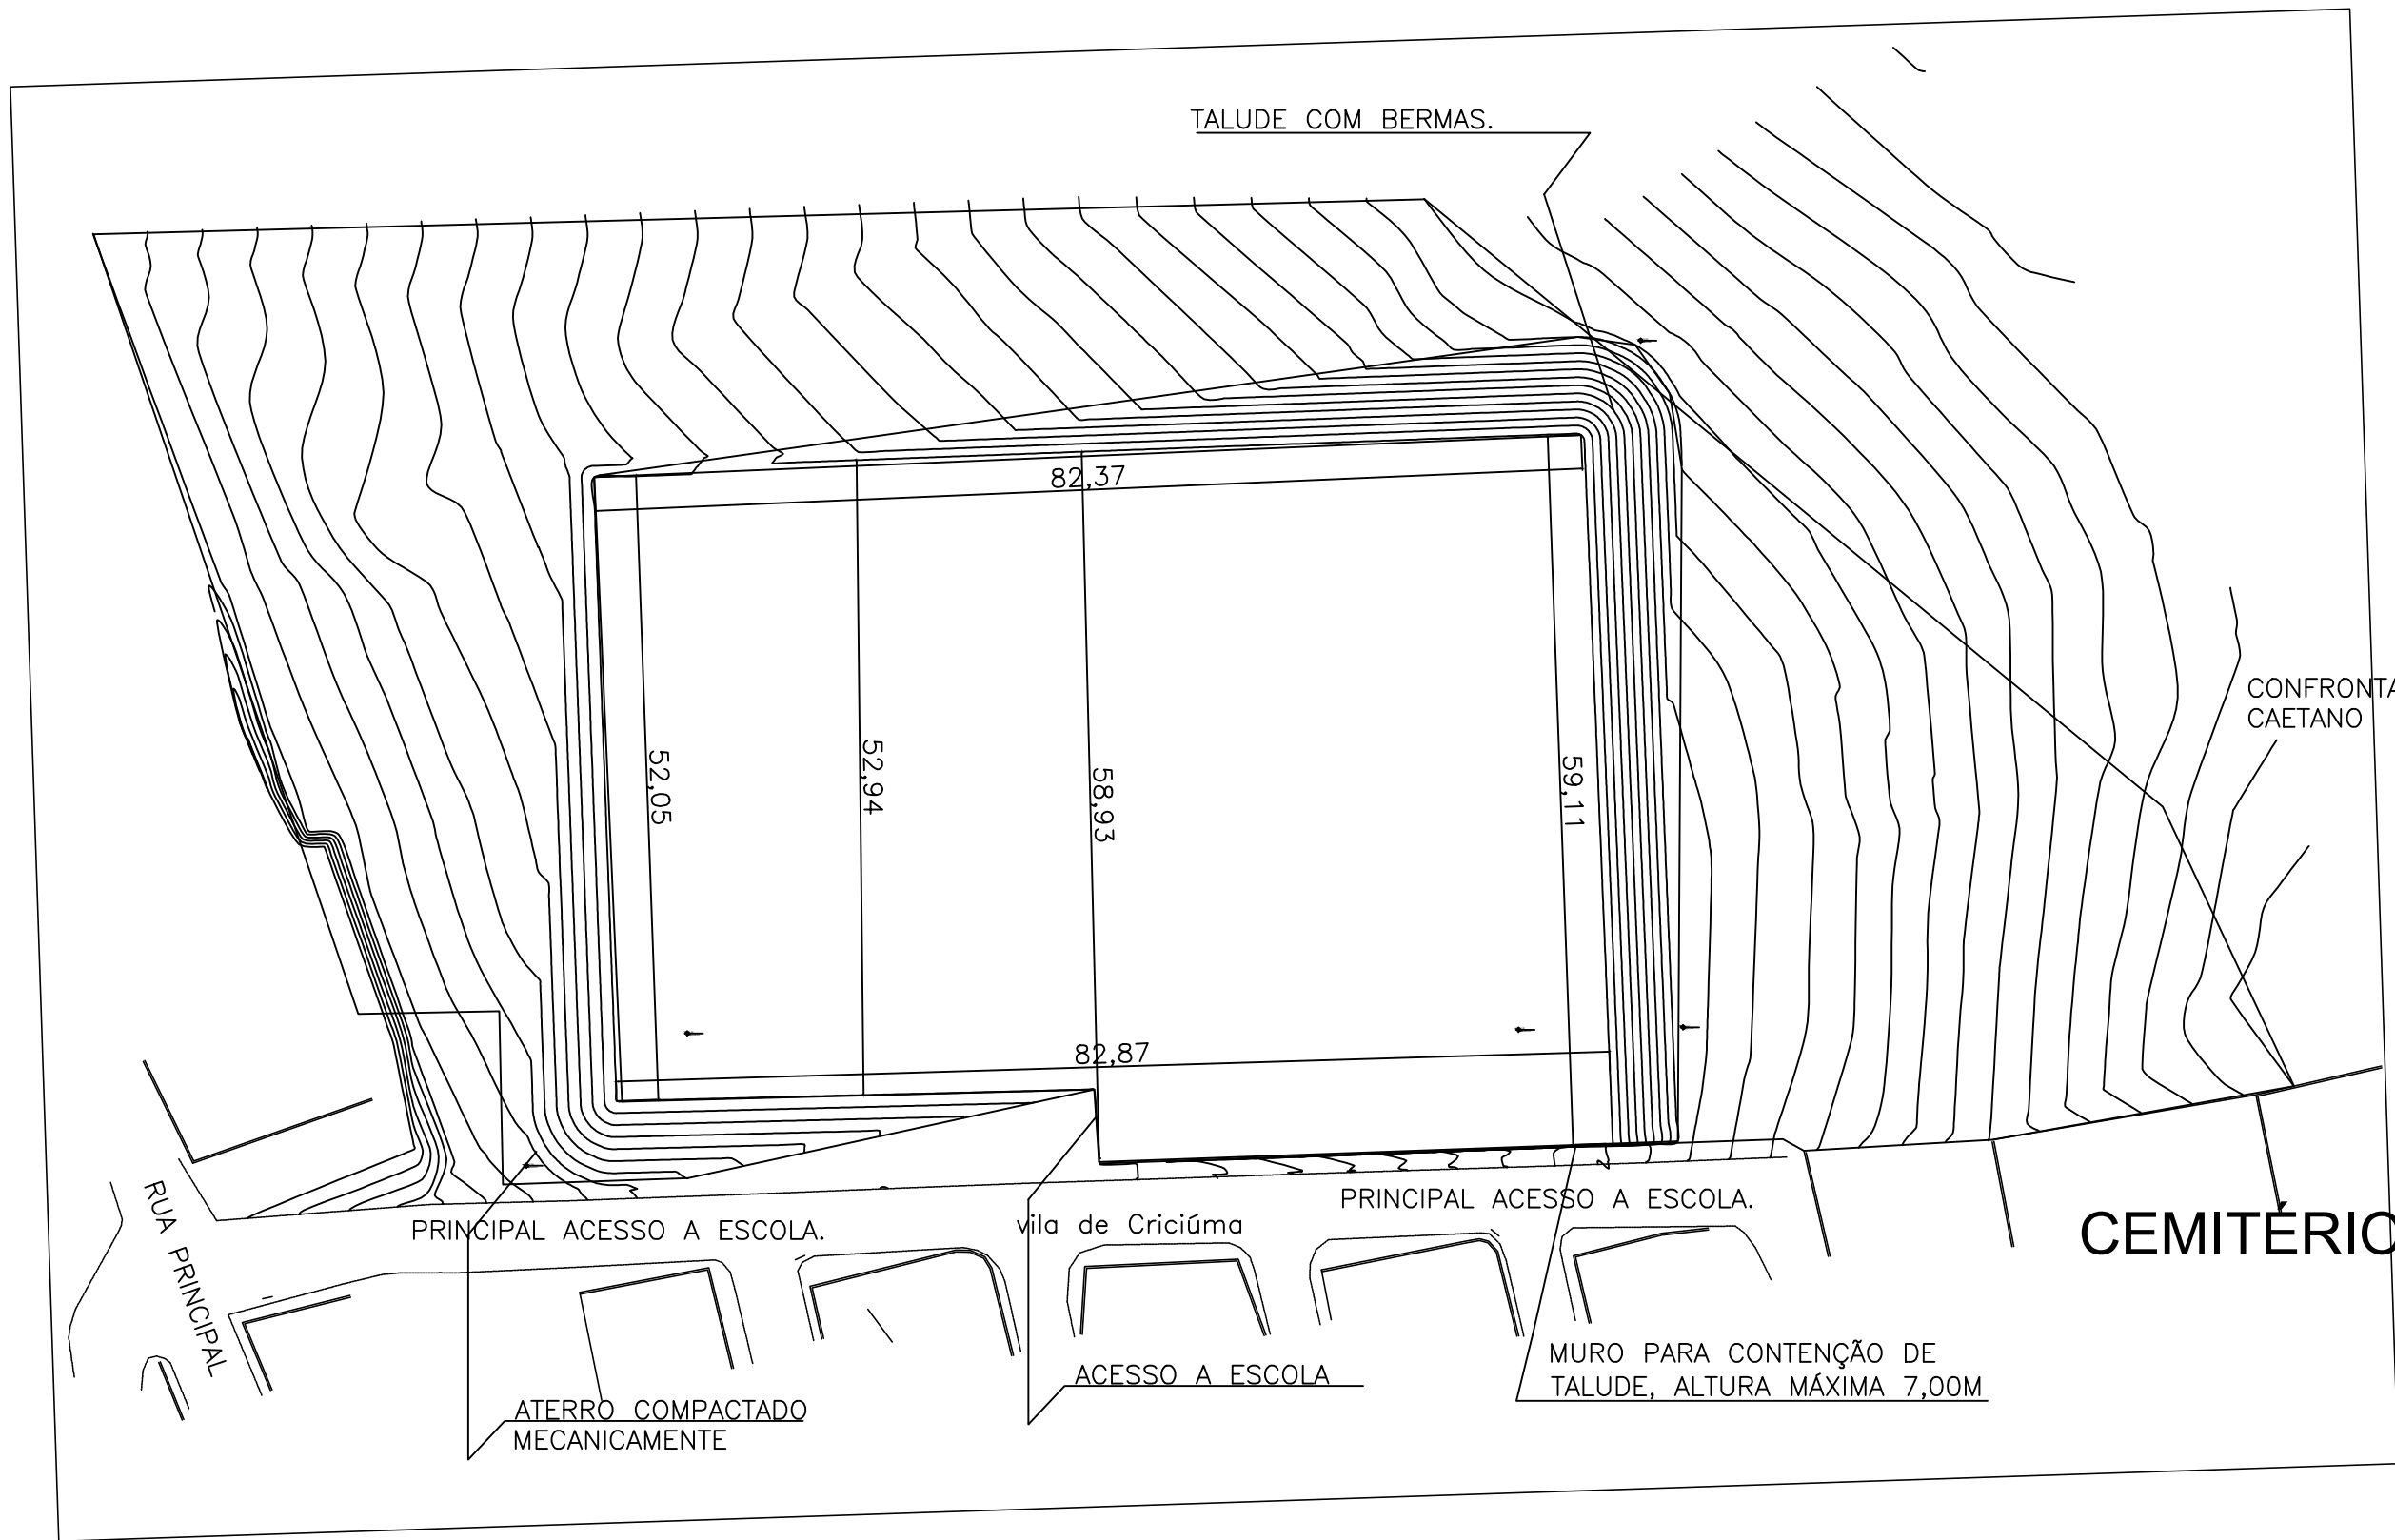 TALUDE COM BERMAS.
82,37
CAETANO
52,05
52,94
58,93
59,11
82,87
RUA PRINCIPAL
PRINCIPAL ACESSO A ESCOLA.
vila de Criciúma
PRINCIPAL ACESSO A ESCOLA.
CEMITÉRIO
MURO PARA CONTENÇÃO DE
TALUDE, ALTURA MÁXIMA 7,00M
ACESSO A ESCOLA
ATERRO COMPACTADO
MECANICAMENTE